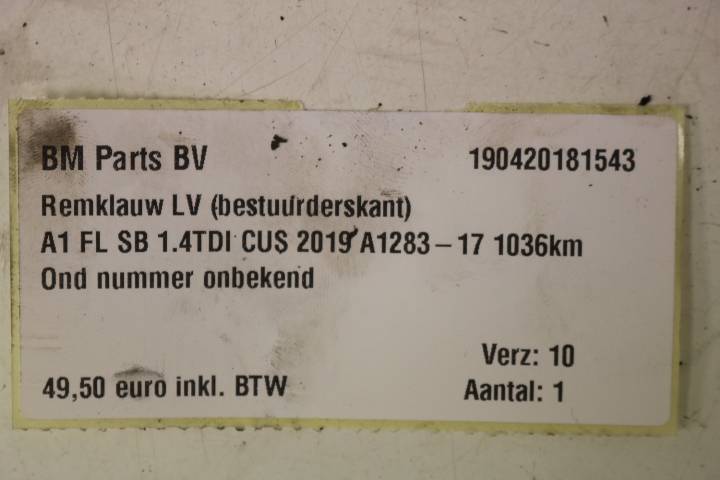 BM Parts BV 190420181543
Remklauw LV (bestuurderskant)
A1 FL SB 1.4TDI CUS 2019 A1283-17 1036km
Ond nummer onbekend
Verz: 10
49,50 euro inkl. BTW Aantal: 1